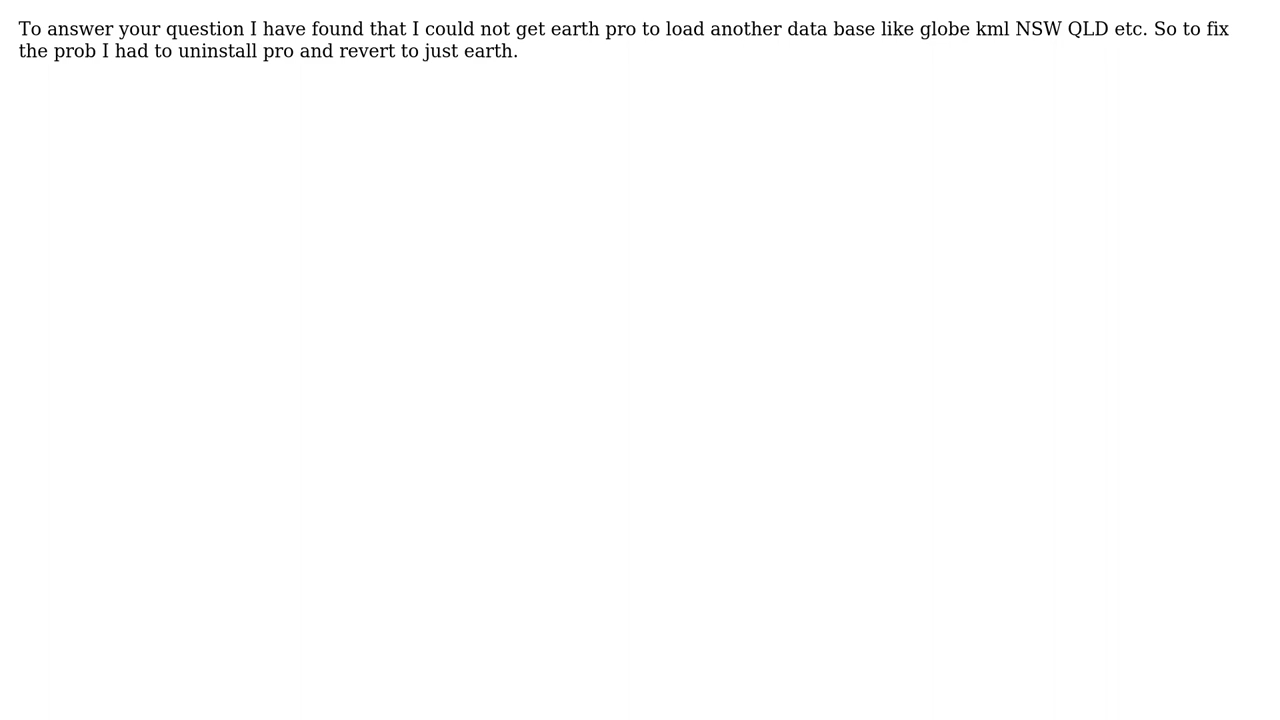 To answer your question I have found that I could not get earth pro to load another data base like globe kml NSW QLD etc. So to fix
the prob I had to uninstall pro and revert to just earth.